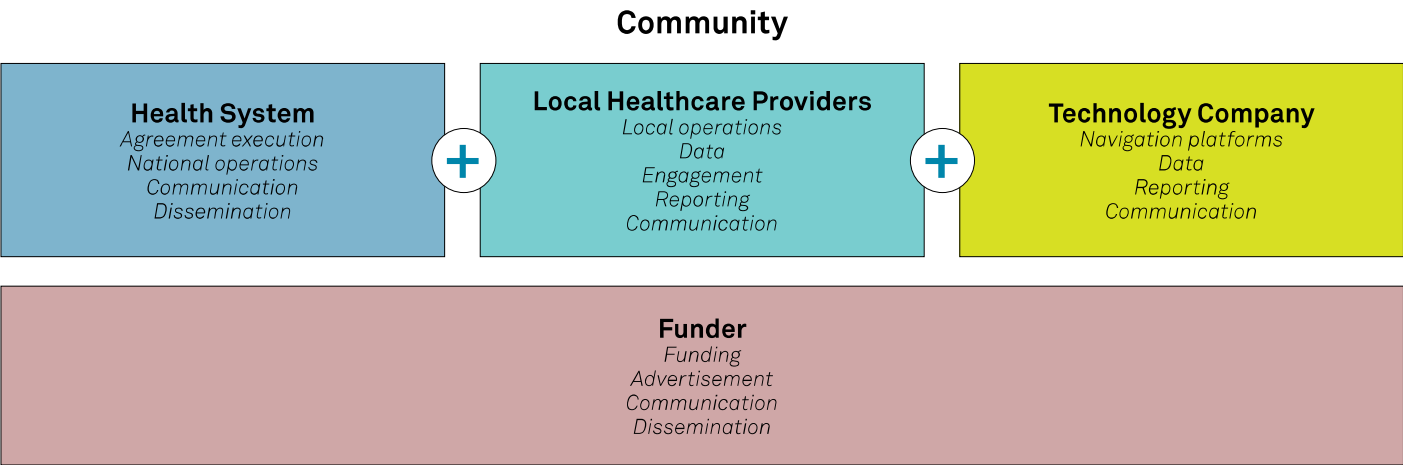 Community
Health System
Agreement execution
National operations
Communication
Dissemination
+
Local Healthcare Providers
Local operations
Data
Engagement
Reporting
Communication
+
Technology Company
Navigation platforms
Data
Reporting
Communication
Funder
Funding
Advertisement
Communication
Dissemination